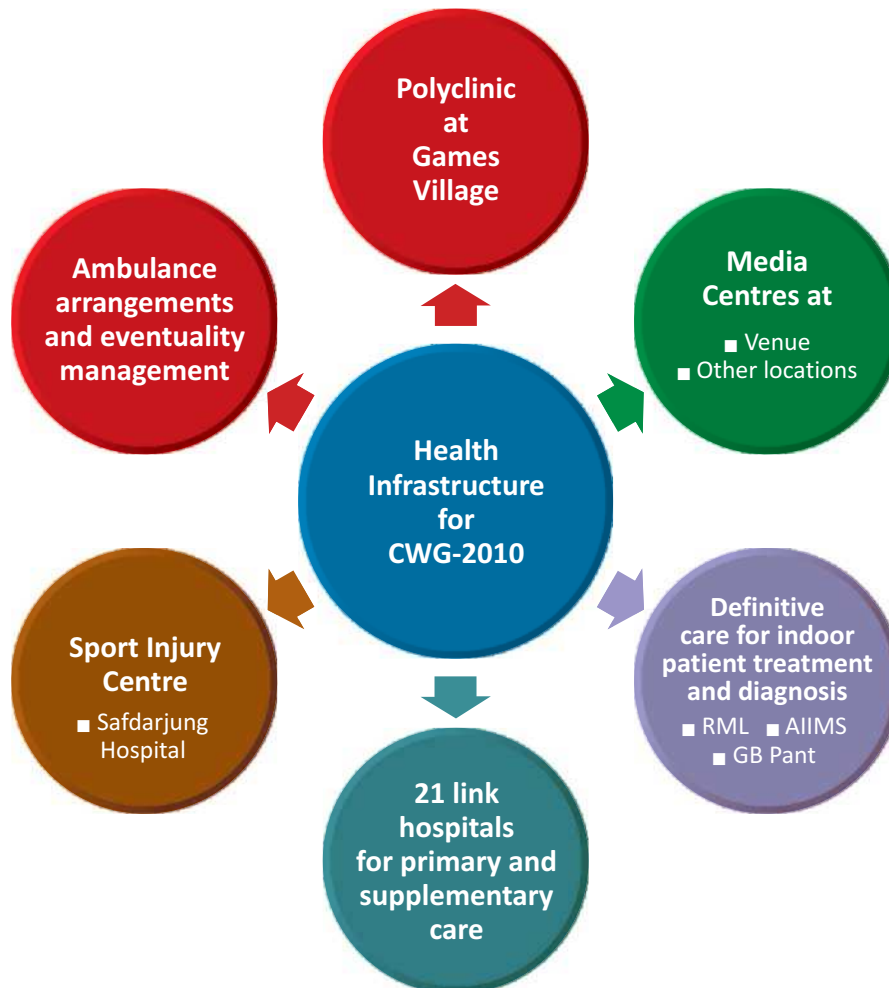 Polyclinic
at
Games
Village
Ambulance
arrangements
and eventuality
management
Media
Centres at
■ Venue
■ Other locations
Health
Infrastructure
for
CWG-2010
Sport Injury
Centre
■ Safdarjung
Hospital
Definitive
care for indoor
patient treatment
and diagnosis
■ RML ■ AIIMS
■ GB Pant
21 link
hospitals
for primary and
supplementary
care